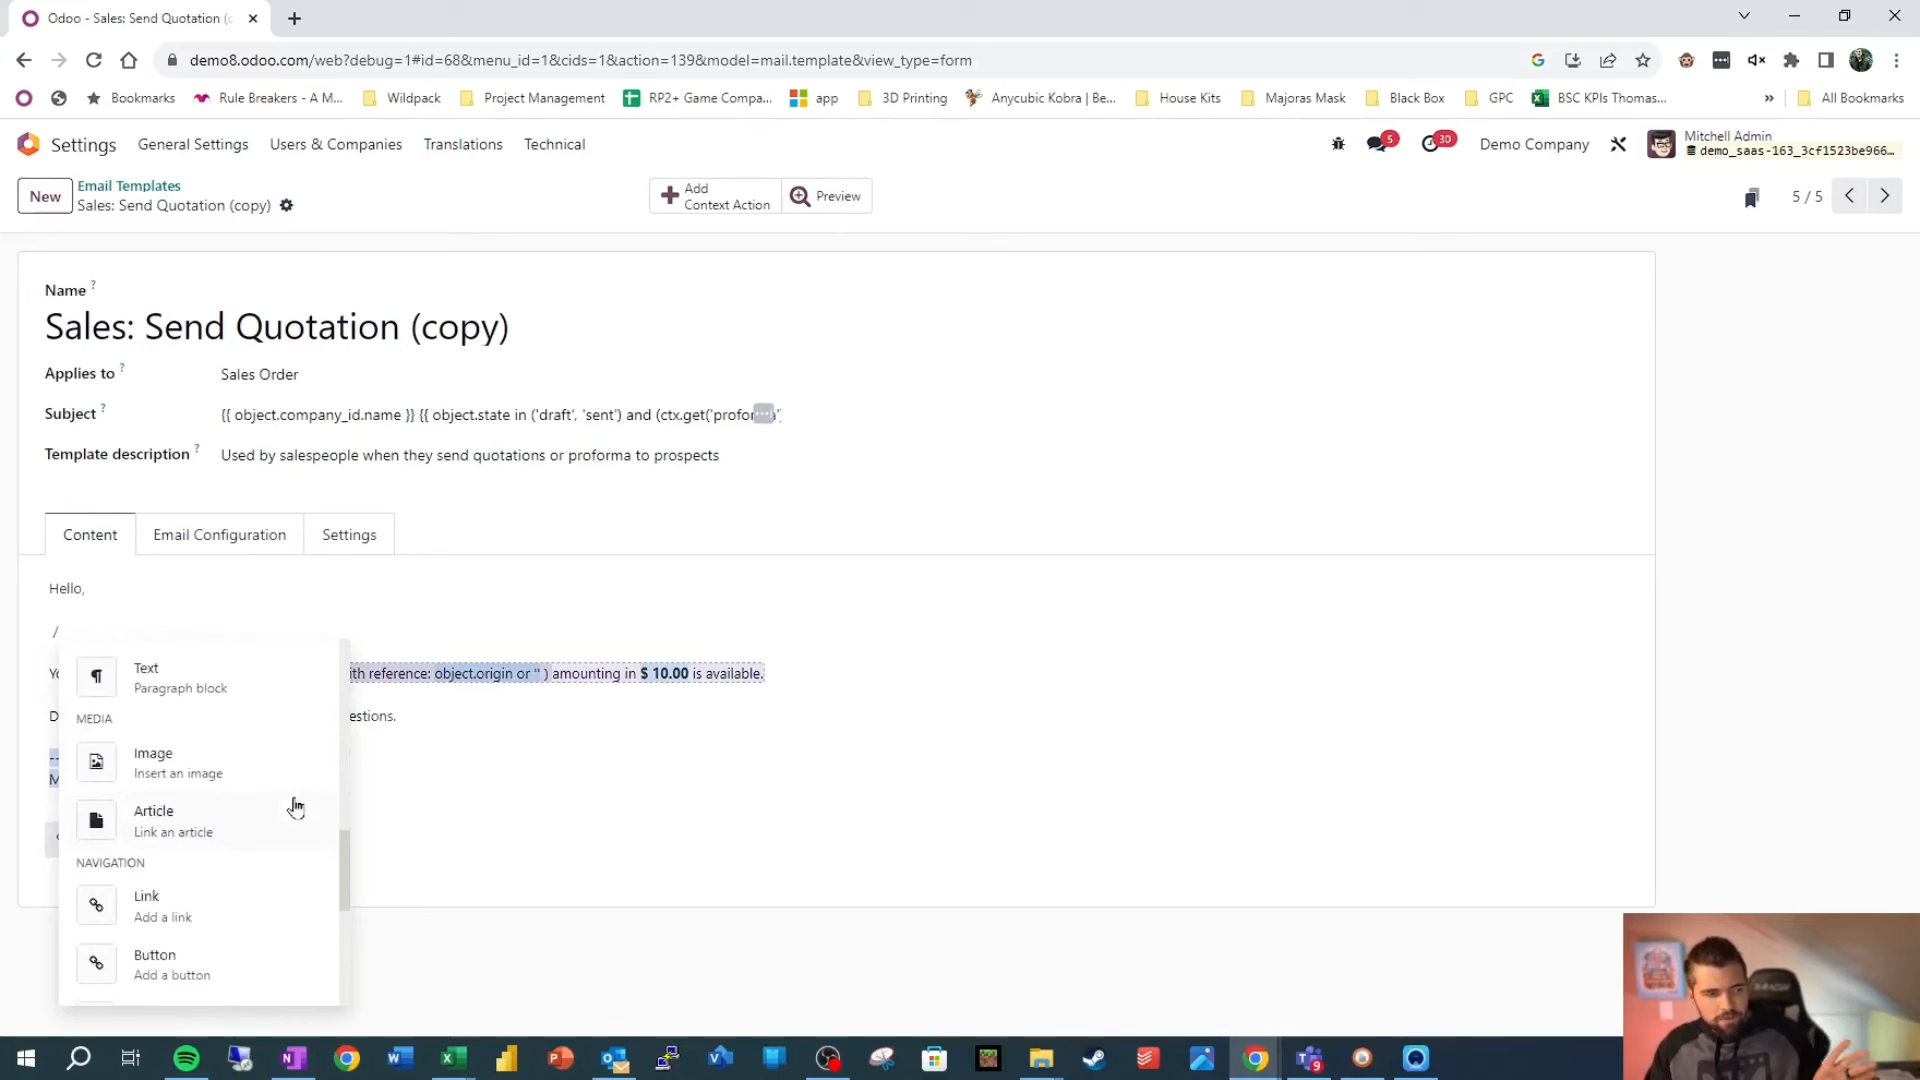 Odoo - Sales: Send Quotation (c
demo8.odoo.com/web?debug=1#id=68&menu_id=1&cids=1&action=139&model=mail.template&view_type=form
Bookmarks
Rule Breakers - A M...
Wildpack
Project Management
RP2+ Game Compa...
app
3D Printing
Anycubic Kobra | Be...
House Kits
Majoras Mask
Black Box
GPC
BSC KPIs Thomas...
»
All Bookmarks
Settings
General Settings
Users & Companies
Translations
Technical
5
30
Demo Company
Mitchell Admin
demo_saas-163_3cf1523be966...
New
Email Templates
Sales: Send Quotation (copy)
Add
Context Action
Preview
5 / 5
Name ?
Sales: Send Quotation (copy)
Applies to ?
Sales Order
Subject ?
{{ object.company_id.name }} {{ object.state in ('draft', 'sent') and (ctx.get('profor
Template description ?
Used by salespeople when they send quotations or proforma to prospects
Content
Email Configuration
Settings
Hello,
/
ith reference: object.origin or '' ) amounting in $ 10.00 is available.
estions.
Text
Paragraph block
MEDIA
Image
Insert an image
Article
Link an article
NAVIGATION
Link
Add a link
Button
Add a button